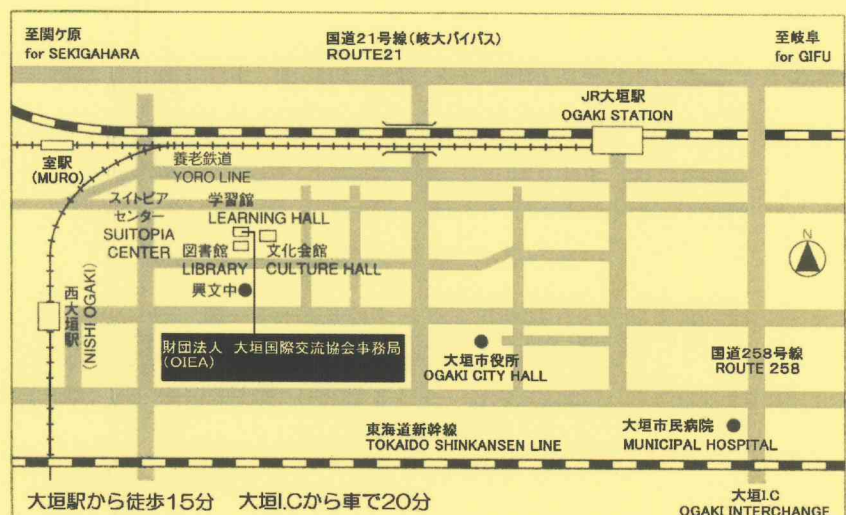 至関ケ原
for SEKIGAHARA
国道21号線(岐大バイパス)
ROUTE21
至岐阜
for GIFU
JR大垣駅
OGAKI STATION
室駅
(MURO)
養老鉄道
YORO LINE
スイトピア
センター
SUITOPIA
CENTER
学習館
LEARNING HALL
図書館
LIBRARY
文化会館
CULTURE HALL
興文中
N
西大垣駅
(NISHI OGAKI)
財団法人 大垣国際交流協会事務局
(OIEA)
大垣市役所
OGAKI CITY HALL
国道258号線
ROUTE 258
東海道新幹線
TOKAIDO SHINKANSEN LINE
大垣市民病院
MUNICIPAL HOSPITAL
大垣駅から徒歩15分 大垣I.Cから車で20分
大垣I.C
OGAKI INTERCHANGE